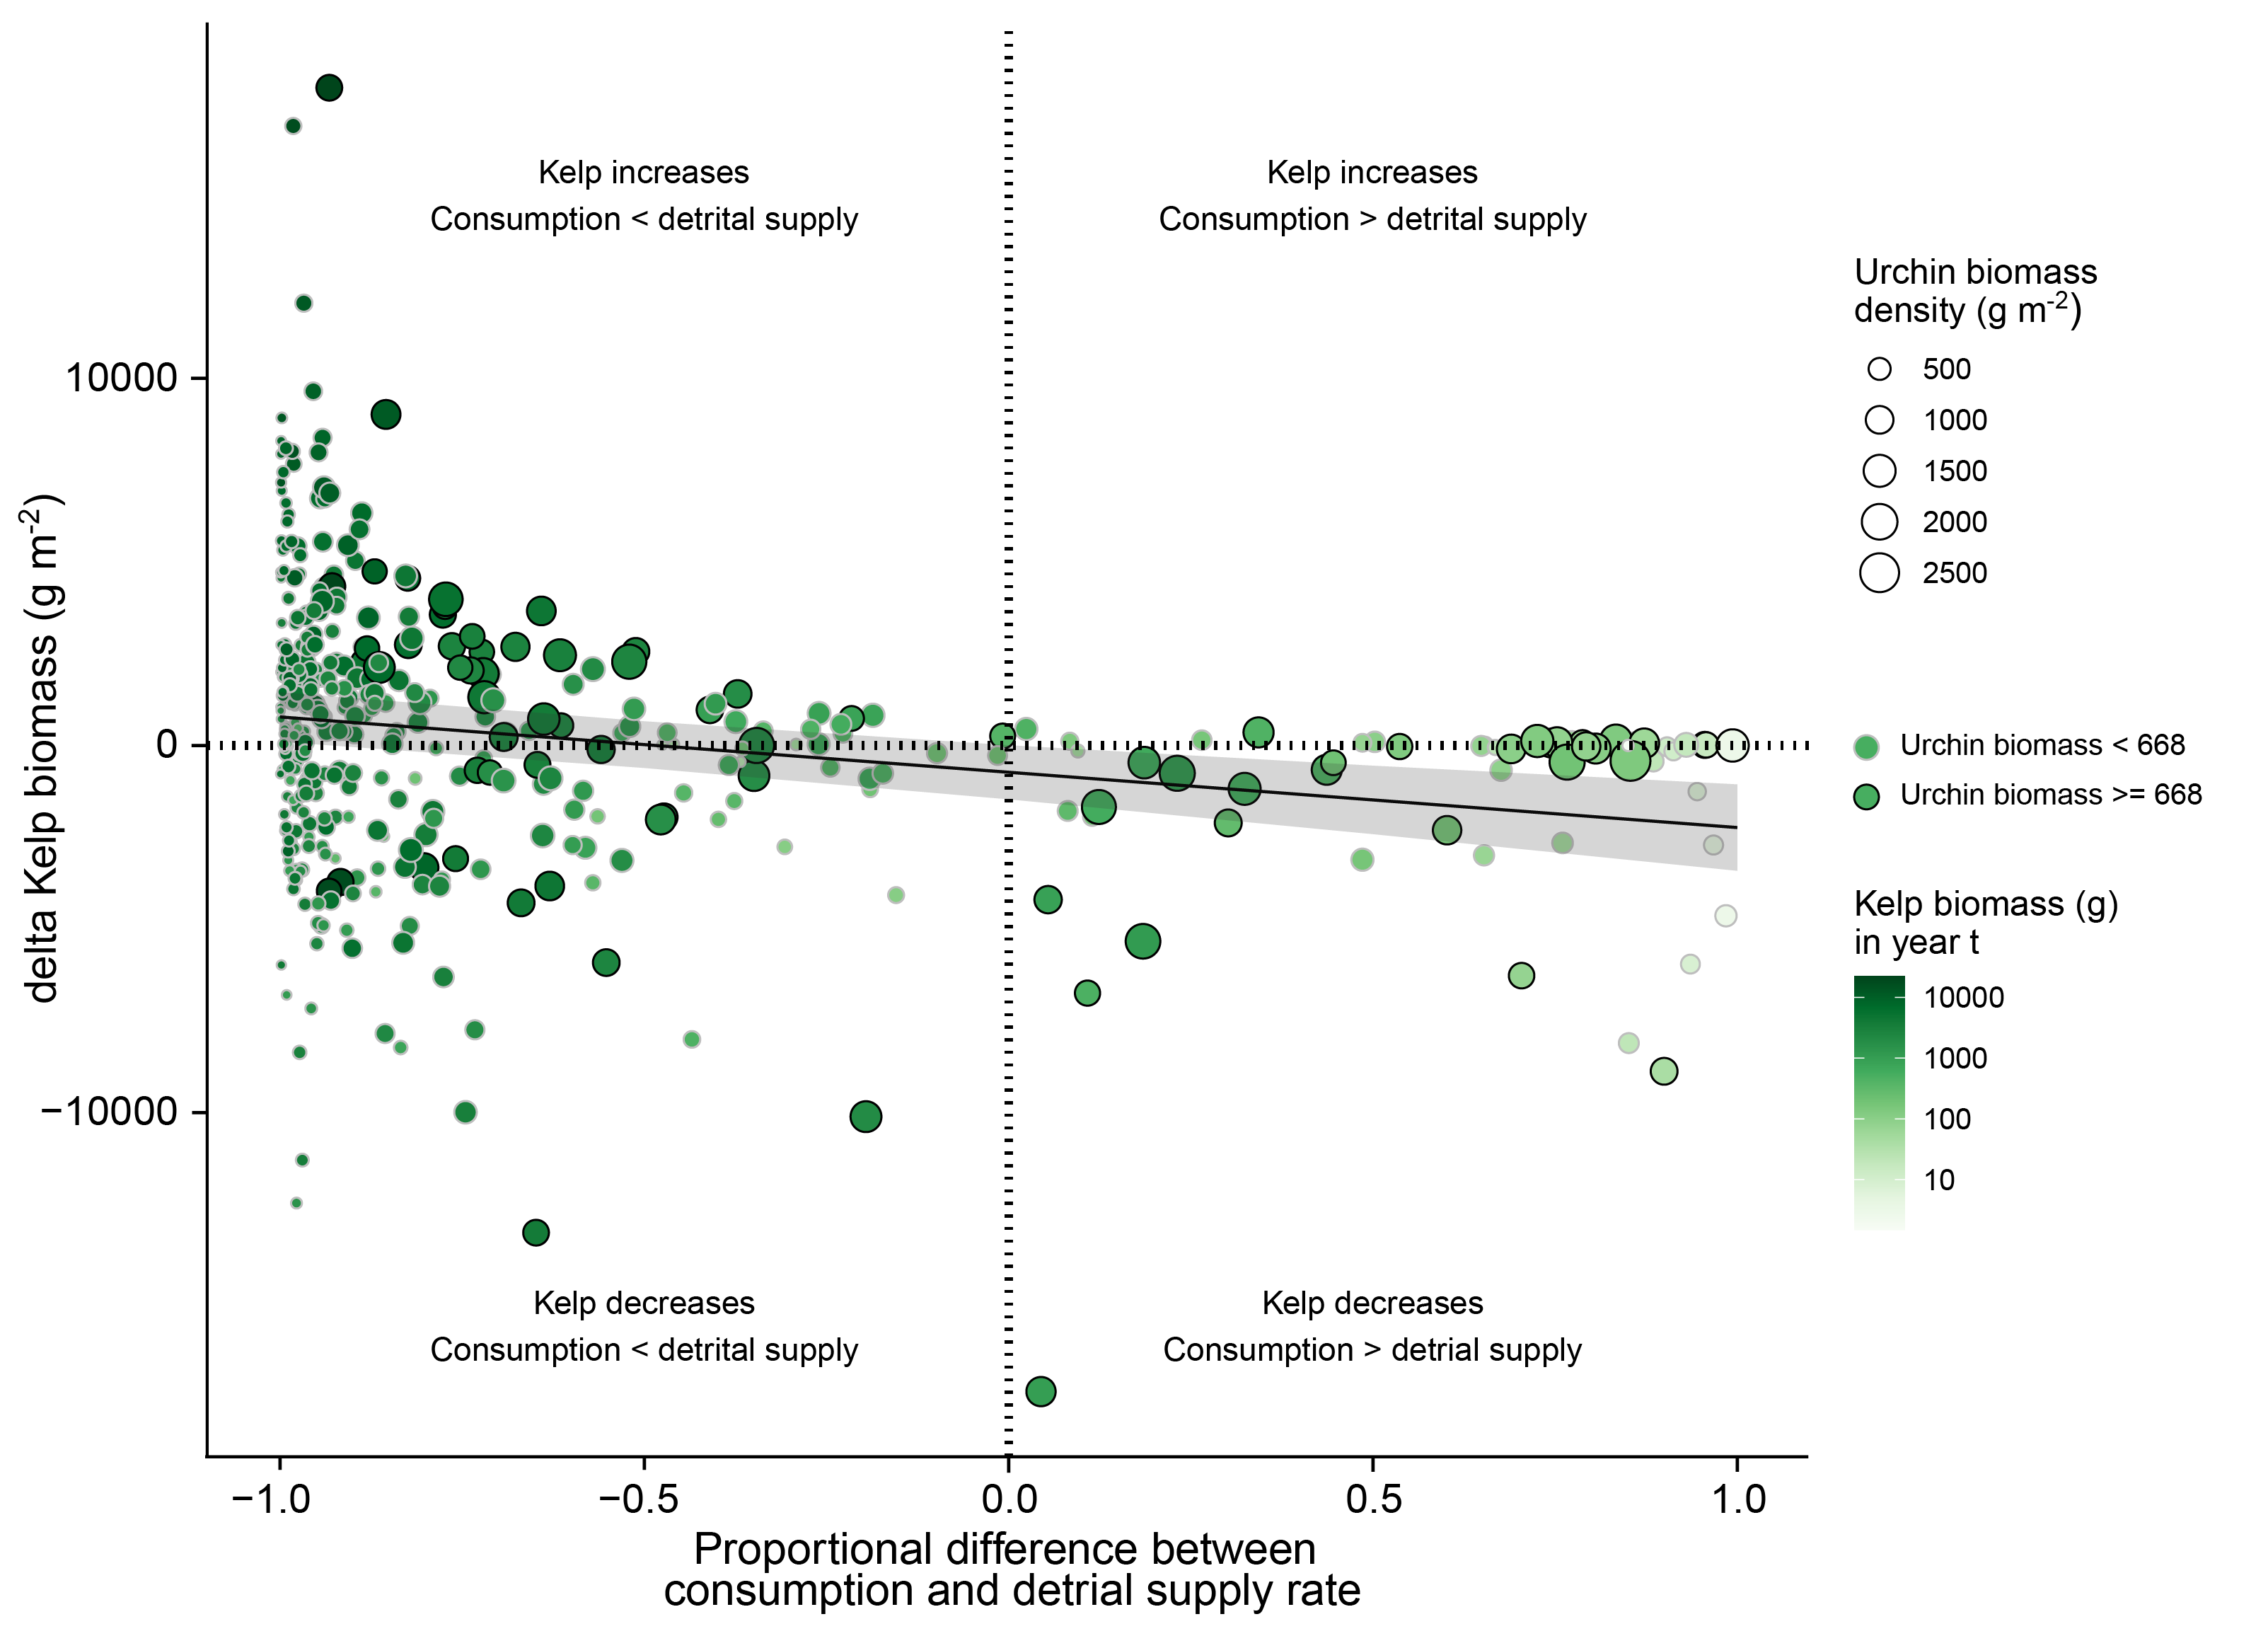 Kelp increases
Consumption < detrital supply
Kelp increases
Consumption > detrital supply
Kelp decreases
Consumption < detrital supply
Kelp decreases
Consumption > detrial supply
delta Kelp biomass (g m-2)
10000
0
−10000
−1.0
−0.5
0.0
0.5
1.0
Proportional difference between
consumption and detrial supply rate
Urchin biomass
density (g m-2)
500
1000
1500
2000
2500
Urchin biomass < 668
Urchin biomass >= 668
Kelp biomass (g)
in year t
10000
1000
100
10